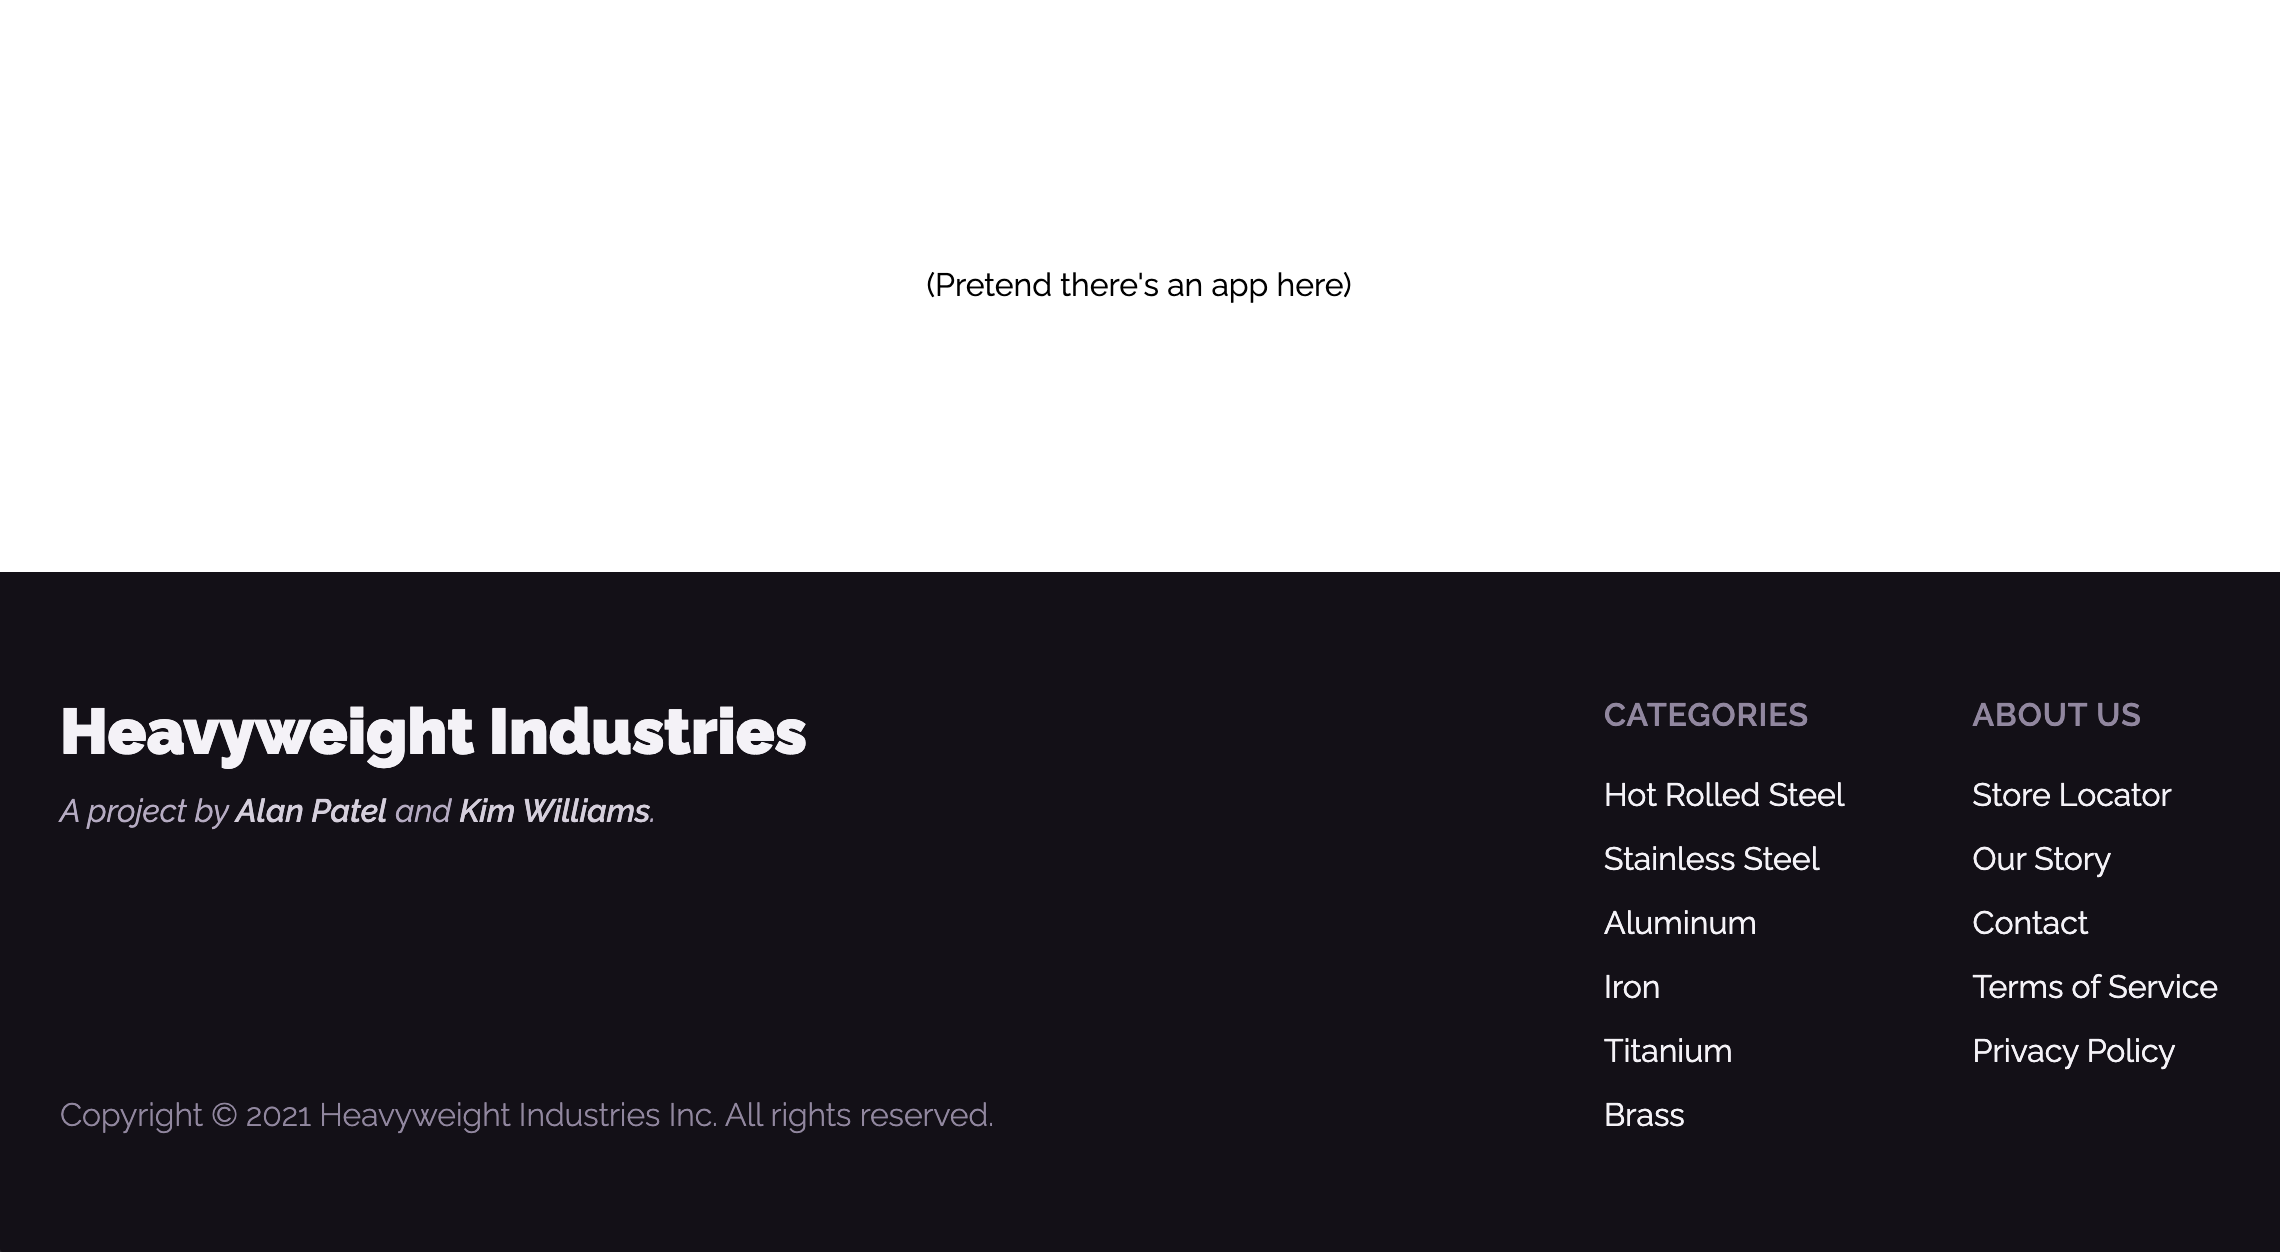 (Pretend there's an app here)
Heavyweight Industries
A project by Alan Patel and Kim Williams.
Copyright © 2021 Heavyweight Industries Inc. All rights reserved.
CATEGORIES
Hot Rolled Steel
Stainless Steel
Aluminum
Iron
Titanium
Brass
ABOUT US
Store Locator
Our Story
Contact
Terms of Service
Privacy Policy